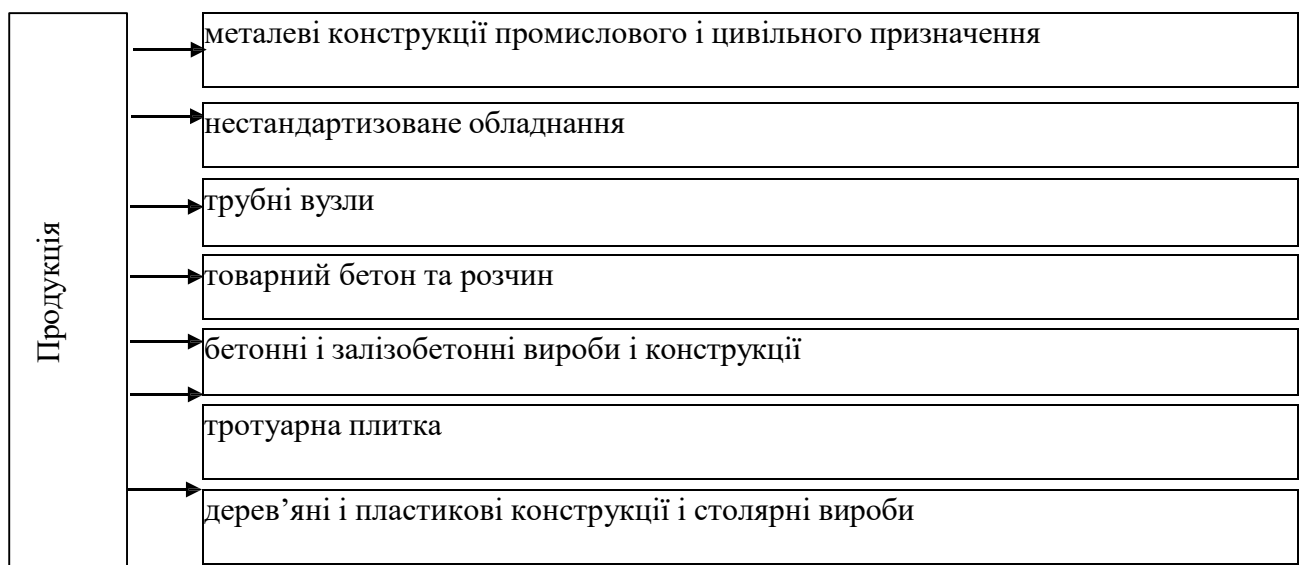 Продукція
металеві конструкції промислового і цивільного призначення
нестандартизоване обладнання
трубні вузли
товарний бетон та розчин
бетонні і залізобетонні вироби і конструкції
тротуарна плитка
дерев’яні і пластикові конструкції і столярні вироби